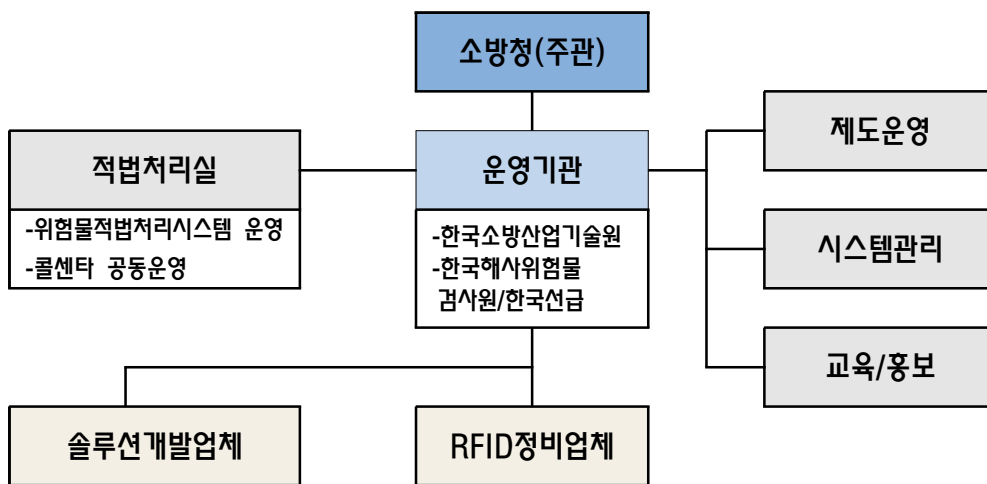 소방청(주관)
적법처리실
-위험물적법처리시스템 운영
-콜센타 공동운영
운영기관
-한국소방산업기술원
-한국해사위험물
검사원/한국선급
제도운영
시스템관리
교육/홍보
솔루션개발업체
RFID정비업체